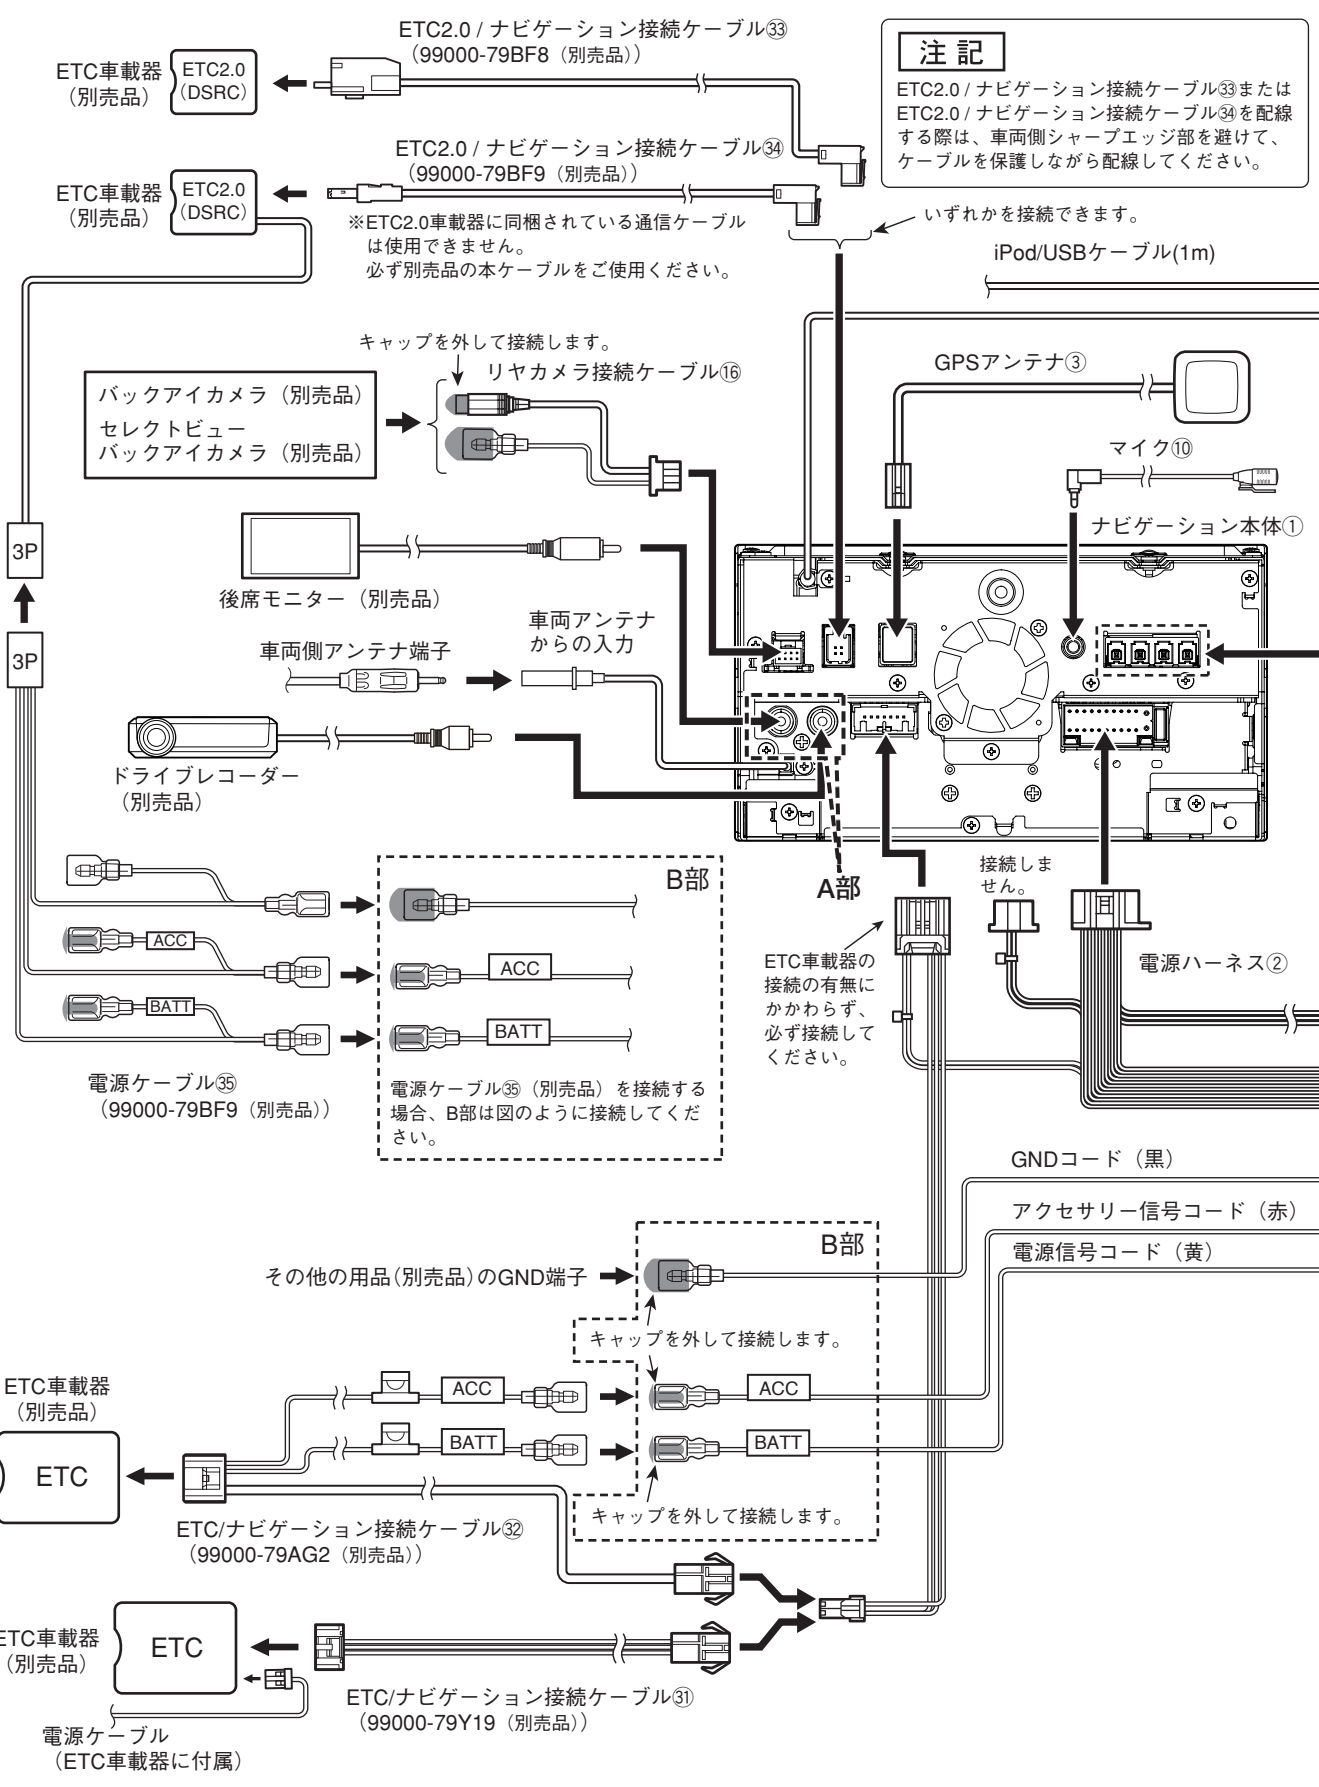 ETC2.0 / ナビゲーション接続ケーブル㉝
（99000-79BF8（別売品））
ETC車載器
（別売品）
ETC2.0
（DSRC）
注 記
ETC2.0 / ナビゲーション接続ケーブル㉝または
ETC2.0 / ナビゲーション接続ケーブル㉞を配線
する際は、車両側シャープエッジ部を避けて、
ケーブルを保護しながら配線してください。
ETC2.0 / ナビゲーション接続ケーブル㉞
（99000-79BF9（別売品））
ETC車載器
（別売品）
ETC2.0
（DSRC）
※ETC2.0車載器に同梱されている通信ケーブル
は使用できません。
必ず別売品の本ケーブルをご使用ください。
いずれかを接続できます。
iPod/USBケーブル(1m)
キャップを外して接続します。
リヤカメラ接続ケーブル⑯
バックアイカメラ（別売品）
セレクトビュー
バックアイカメラ（別売品）
GPSアンテナ③
マイク⑩
ナビゲーション本体①
3P
3P
後席モニター（別売品）
車両側アンテナ端子
車両アンテナ
からの入力
ドライブレコーダー
（別売品）
A部
B部
ACC
ACC
BATT
BATT
電源ケーブル㉟
（99000-79BF9（別売品））
電源ケーブル㉟（別売品）を接続する
場合、B部は図のように接続してくだ
さい。
接続しま
せん。
ETC車載器の
接続の有無に
かかわらず、
必ず接続して
ください。
電源ハーネス②
GNDコード（黒）
アクセサリー信号コード（赤）
電源信号コード（黄）
B部
その他の用品(別売品)のGND端子
キャップを外して接続します。
ETC車載器
（別売品）
ETC
ACC
ACC
BATT
BATT
キャップを外して接続します。
ETC/ナビゲーション接続ケーブル㉜
（99000-79AG2（別売品））
ETC車載器
（別売品）
ETC
ETC/ナビゲーション接続ケーブル㉛
（99000-79Y19（別売品））
電源ケーブル
（ETC車載器に付属）